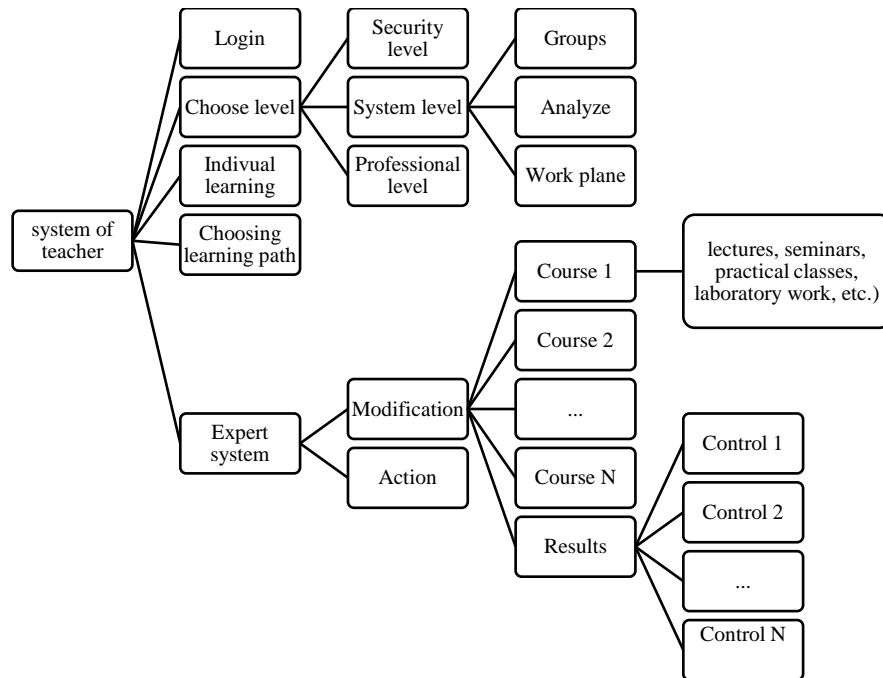 Login
Security
level
Groups
Choose level
System level
Analyze
Indivual
learning
Professional
level
Work plane
system of
teacher
Choosing
learning path
Course 1
lectures, seminars,
practical classes,
laboratory work, etc.)
Course 2
Modification
...
Expert
system
Control 1
Action
Course N
Control 2
Results
...
Control N